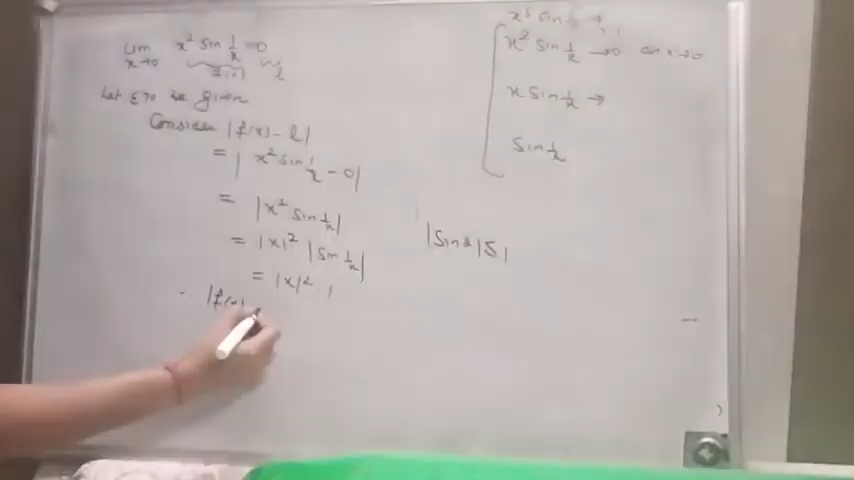 lim x→0 x² sin 1/x = 0
f(x) l
Let ε>0 be given
Consider |f(x) - l|
= | x² sin 1/x - 0|
= |x² sin 1/x|
= |x|² |sin 1/x|
= |x|² . 1
∴ |f(x)
|sin x| ≤ 1
x³ sin 1/x →
x² sin 1/x → 0 as x→0
x sin 1/x →
sin 1/x